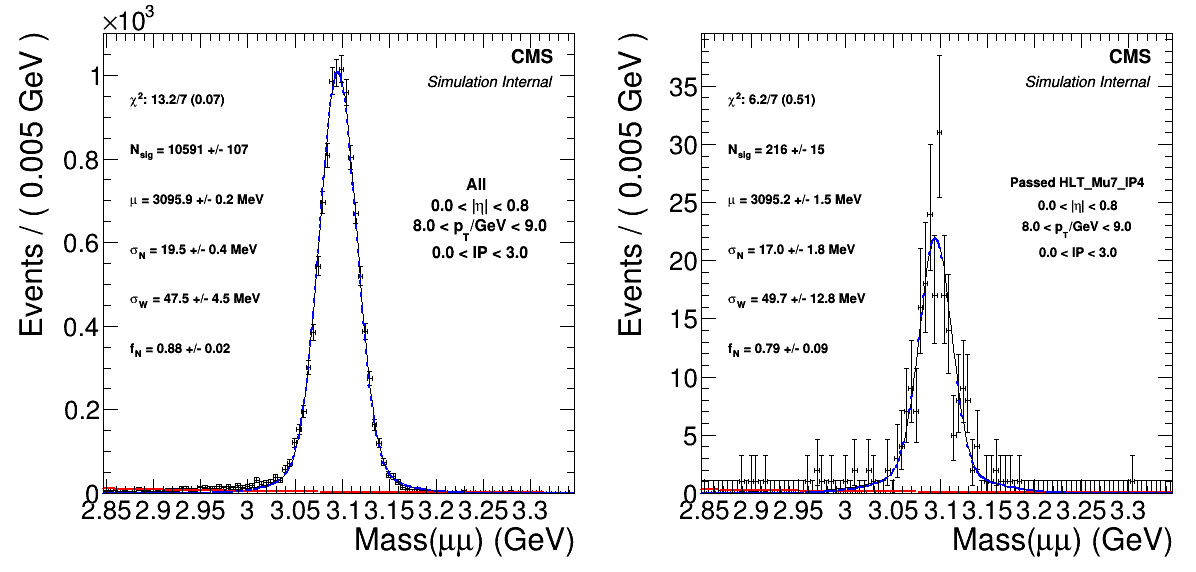 ×10³
Events / ( 0.005 GeV )
1
0.8
0.6
0.4
0.2
0
CMS
Simulation Internal
χ²: 13.2/7 (0.07)
N_sig = 10591 +/- 107
μ = 3095.9 +/- 0.2 MeV
σ_N = 19.5 +/- 0.4 MeV
σ_W = 47.5 +/- 4.5 MeV
f_N = 0.88 +/- 0.02
All
0.0 < |η| < 0.8
8.0 < p_T/GeV < 9.0
0.0 < IP < 3.0
2.85 2.9 2.95 3 3.05 3.1 3.15 3.2 3.25 3.3
Mass(μμ) (GeV)
Events / ( 0.005 GeV )
35
30
25
20
15
10
5
0
CMS
Simulation Internal
χ²: 6.2/7 (0.51)
N_sig = 216 +/- 15
μ = 3095.2 +/- 1.5 MeV
σ_N = 17.0 +/- 1.8 MeV
σ_W = 49.7 +/- 12.8 MeV
f_N = 0.79 +/- 0.09
Passed HLT_Mu7_IP4
0.0 < |η| < 0.8
8.0 < p_T/GeV < 9.0
0.0 < IP < 3.0
2.85 2.9 2.95 3 3.05 3.1 3.15 3.2 3.25 3.3
Mass(μμ) (GeV)